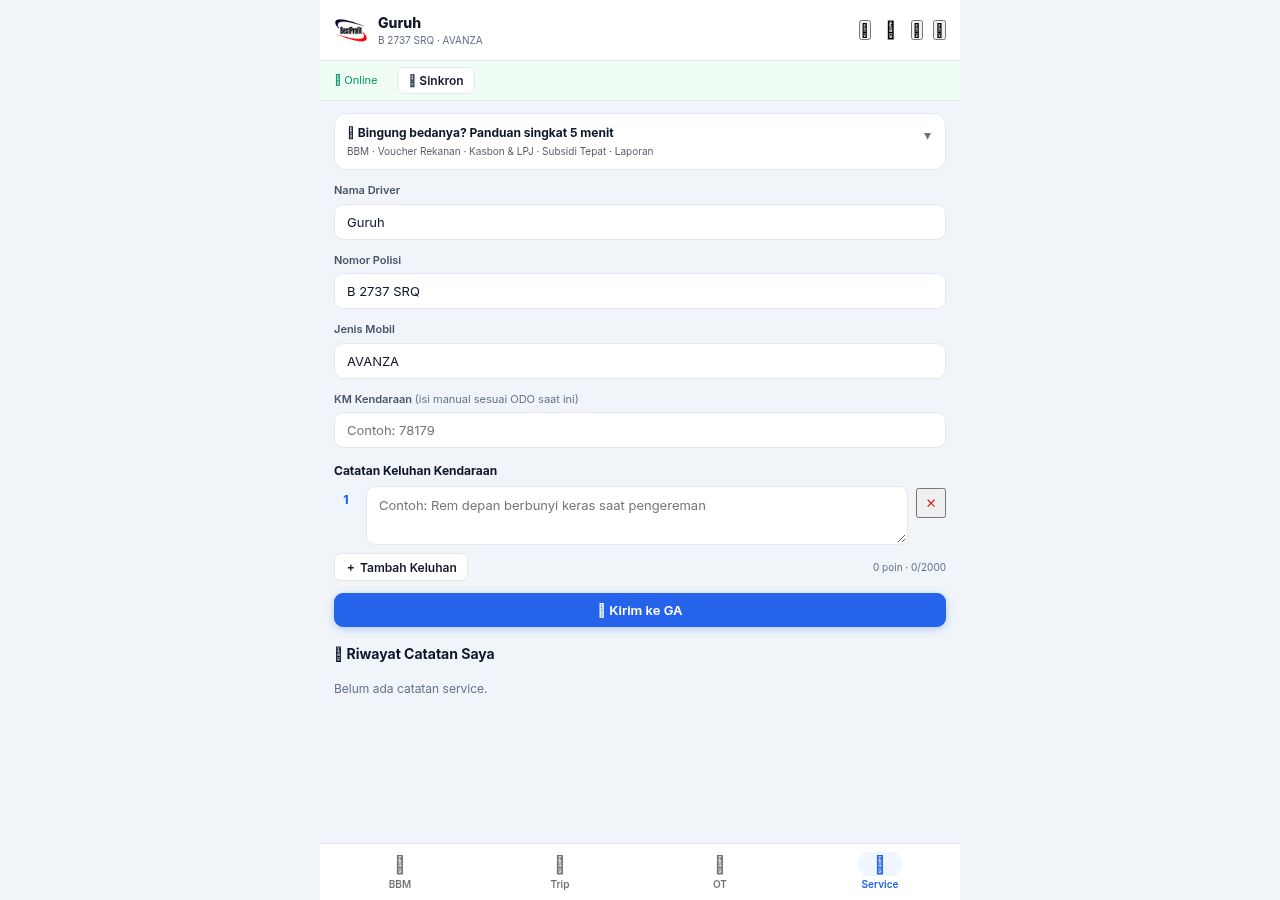 BestProfit
Guruh
B 2737 SRQ · AVANZA
Online
Sinkron
Bingung bedanya? Panduan singkat 5 menit
▼
BBM · Voucher Rekanan · Kasbon & LPJ · Subsidi Tepat · Laporan
Nama Driver
Guruh
Nomor Polisi
B 2737 SRQ
Jenis Mobil
AVANZA
KM Kendaraan (isi manual sesuai ODO saat ini)
Contoh: 78179
Catatan Keluhan Kendaraan
1
Contoh: Rem depan berbunyi keras saat pengereman
✕
+ Tambah Keluhan
0 poin · 0/2000
Kirim ke GA
Riwayat Catatan Saya
Belum ada catatan service.
BBM
Trip
OT
Service